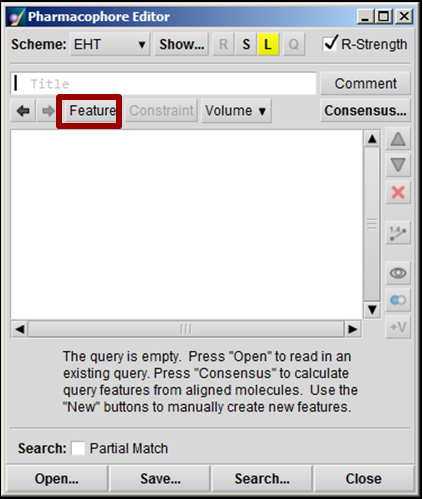 Pharmacophore Editor
Scheme: EHT Show... R S L Q R-Strength
Title Comment
Feature Constraint Volume Consensus...
1.4
+V
The query is empty. Press "Open" to read in an
existing query. Press "Consensus" to calculate
query features from aligned molecules. Use the
"New" buttons to manually create new features.
Search: Partial Match
Open... Save... Search... Close